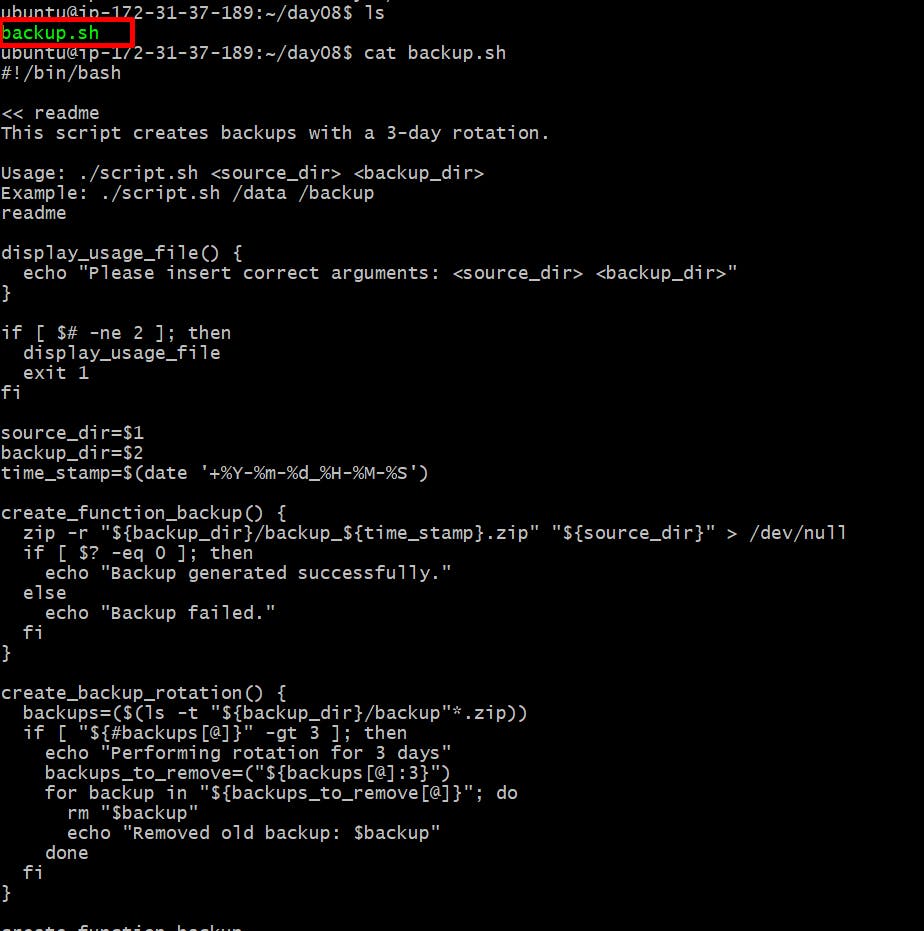 ubuntu@ip-172-31-37-189:~/day08$ ls
backup.sh
ubuntu@ip-172-31-37-189:~/day08$ cat backup.sh
#!/bin/bash
<< readme
This script creates backups with a 3-day rotation.
Usage: ./script.sh <source_dir> <backup_dir>
Example: ./script.sh /data /backup
readme
display_usage_file() {
  echo "Please insert correct arguments: <source_dir> <backup_dir>"
}
if [ $# -ne 2 ]; then
  display_usage_file
  exit 1
fi
source_dir=$1
backup_dir=$2
time_stamp=$(date '+%Y-%m-%d_%H-%M-%S')
create_function_backup() {
  zip -r "${backup_dir}/backup_${time_stamp}.zip" "${source_dir}" > /dev/null
  if [ $? -eq 0 ]; then
    echo "Backup generated successfully."
  else
    echo "Backup failed."
  fi
}
create_backup_rotation() {
  backups=($(ls -t "${backup_dir}/backup"*.zip))
  if [ "${#backups[@]}" -gt 3 ]; then
    echo "Performing rotation for 3 days"
    backups_to_remove=("${backups[@]:3}")
    for backup in "${backups_to_remove[@]}"; do
      rm "$backup"
      echo "Removed old backup: $backup"
    done
  fi
}
create_function_backup